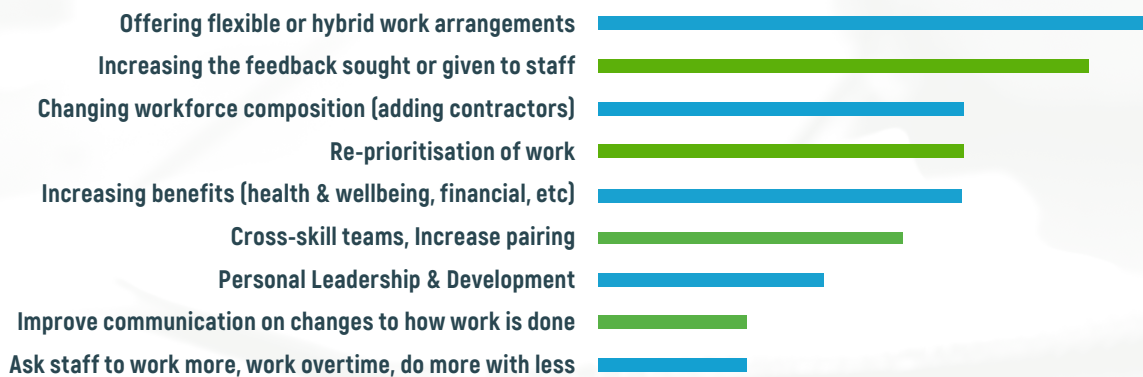 Offering flexible or hybrid work arrangements
Increasing the feedback sought or given to staff
Changing workforce composition (adding contractors)
Re-prioritisation of work
Increasing benefits (health & wellbeing, financial, etc)
Cross-skill teams, Increase pairing
Personal Leadership & Development
Improve communication on changes to how work is done
Ask staff to work more, work overtime, do more with less